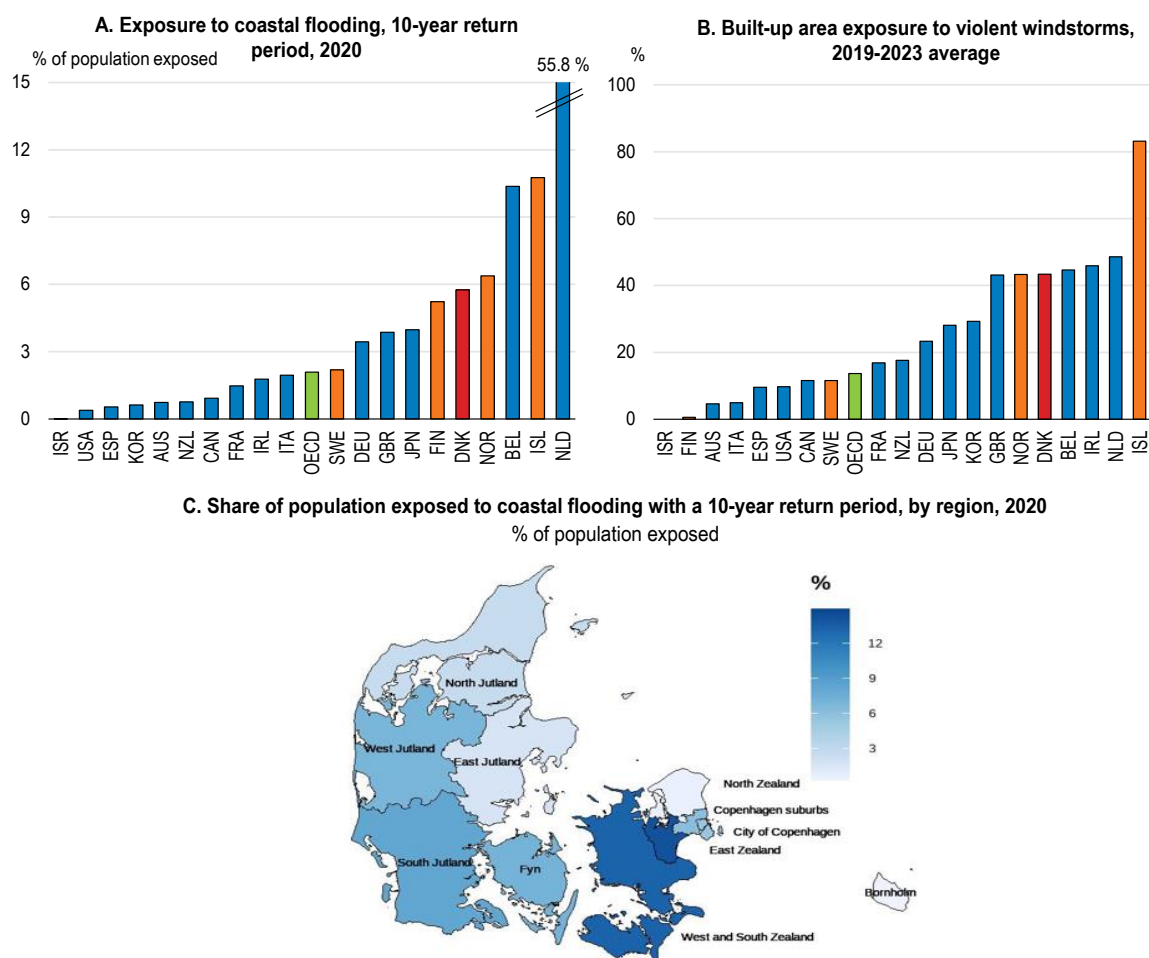 A. Exposure to coastal flooding, 10-year return
period, 2020
% of population exposed
55.8 %
15
12
9
6
3
0
ISR
USA
ESP
KOR
AUS
NZL
CAN
FRA
IRL
ITA
OECD
SWE
DEU
GBR
JPN
FIN
DNK
NOR
BEL
ISL
NLD
B. Built-up area exposure to violent windstorms,
2019-2023 average
%
100
80
60
40
20
0
ISR
FIN
AUS
ITA
ESP
USA
CAN
SWE
OECD
FRA
NZL
DEU
JPN
KOR
GBR
NOR
DNK
BEL
IRL
NLD
ISL
C. Share of population exposed to coastal flooding with a 10-year return period, by region, 2020
% of population exposed
%
12
9
6
3
North Jutland
West Jutland
East Jutland
North Zealand
Copenhagen suburbs
City of Copenhagen
East Zealand
South Jutland
Fyn
Bornholm
West and South Zealand